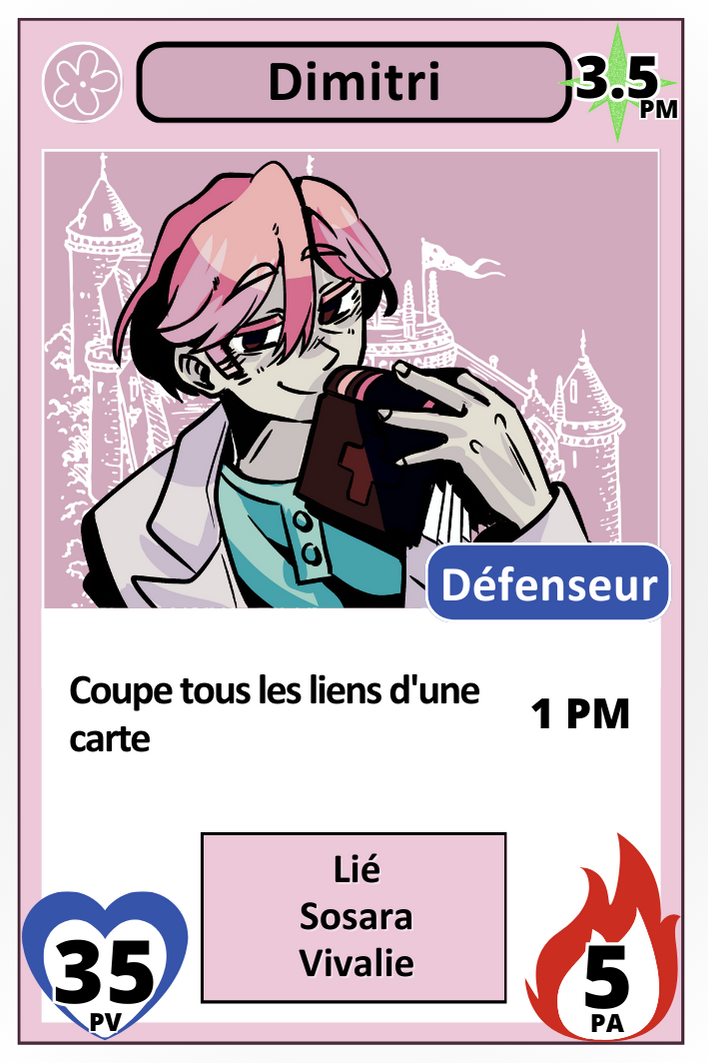 Dimitri
3.5
PM
Défenseur
Coupe tous les liens d'une
carte
1 PM
Lié
Sosara
Vivalie
35
PV
5
PA